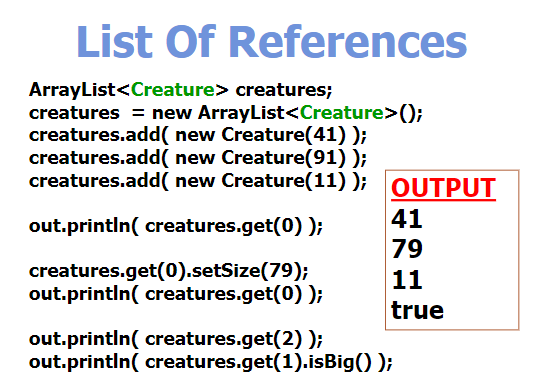 List Of References
ArrayList<Creature> creatures;
creatures  = new ArrayList<Creature>();
creatures.add( new Creature(41) );
creatures.add( new Creature(91) );
creatures.add( new Creature(11) );
out.println( creatures.get(0) );
creatures.get(0).setSize(79);
out.println( creatures.get(0) );
out.println( creatures.get(2) );
out.println( creatures.get(1).isBig() );
OUTPUT
41
79
11
true